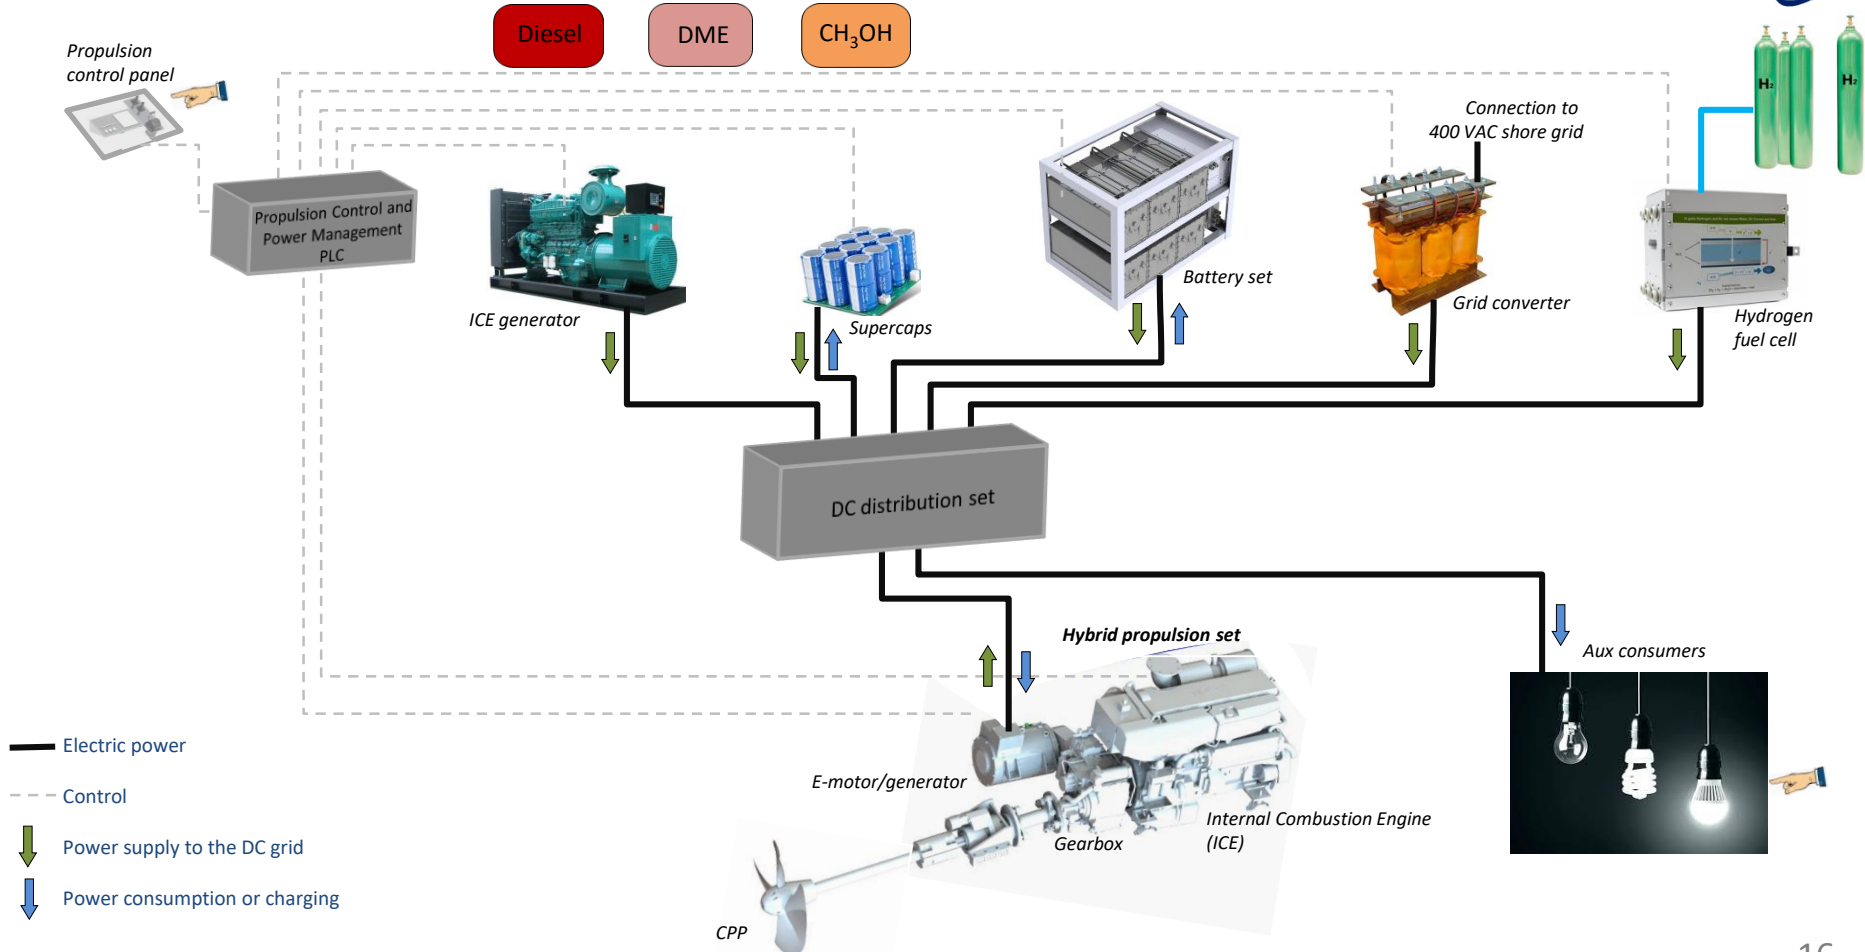 Diesel
DME
CH₃OH
Propulsion
control panel
H₂
H₂
Connection to
400 VAC shore grid
Propulsion Control and
Power Management
PLC
Battery set
Grid converter
ICE generator
Supercaps
Hydrogen
fuel cell
DC distribution set
Hybrid propulsion set
Aux consumers
Electric power
E-motor/generator
Control
Internal Combustion Engine
(ICE)
Gearbox
Power supply to the DC grid
Power consumption or charging
CPP
16